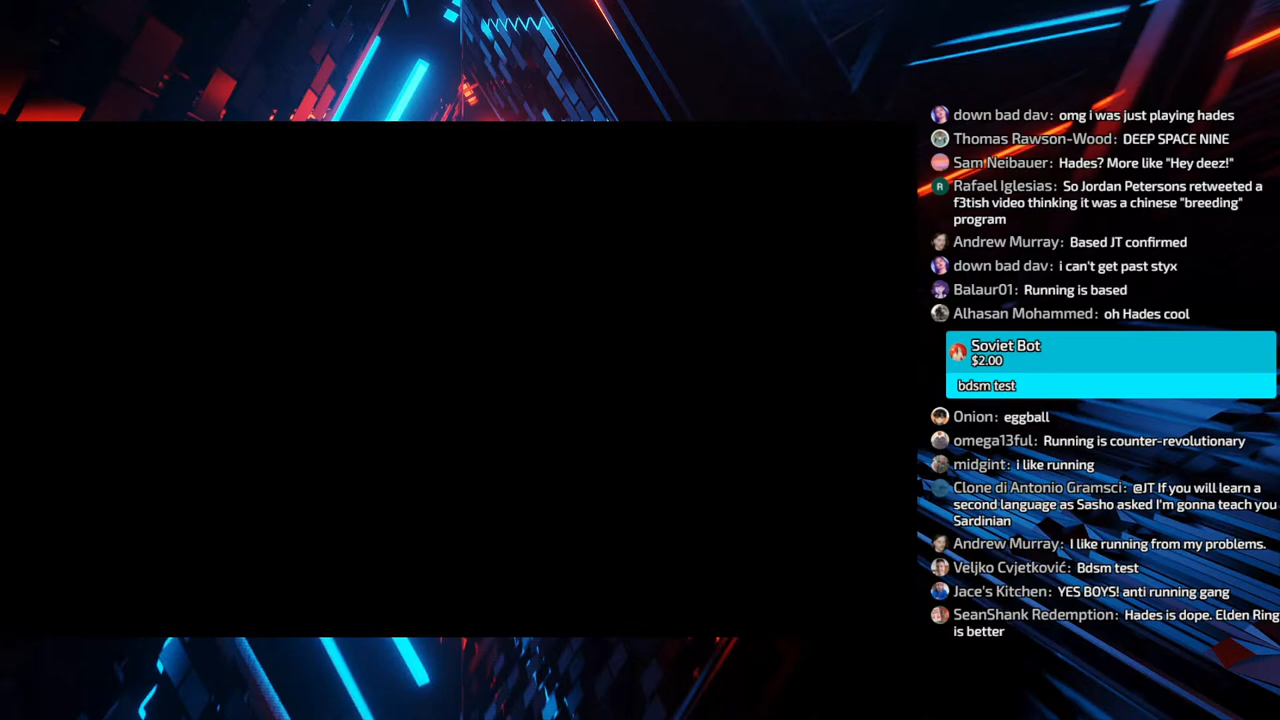 down bad dav: omg i was just playing hades
Thomas Rawson-Wood: DEEP SPACE NINE
Sam Neibauer: Hades? More like "Hey deez!"
R Rafael Iglesias: So Jordan Petersons retweeted a
f3tish video thinking it was a chinese "breeding"
program
Andrew Murray: Based JT confirmed
down bad dav: i can't get past styx
Balaur01: Running is based
Alhasan Mohammed: oh Hades cool
Soviet Bot
$2.00
bdsm test
Onion: eggball
omega13ful: Running is counter-revolutionary
midgint: i like running
Clone di Antonio Gramsci: @JT If you will learn a
second language as Sasho asked I'm gonna teach you
Sardinian
Andrew Murray: I like running from my problems.
Veljko Cvjetković: Bdsm test
Jace's Kitchen: YES BOYS! anti running gang
SeanShank Redemption: Hades is dope. Elden Ring
is better